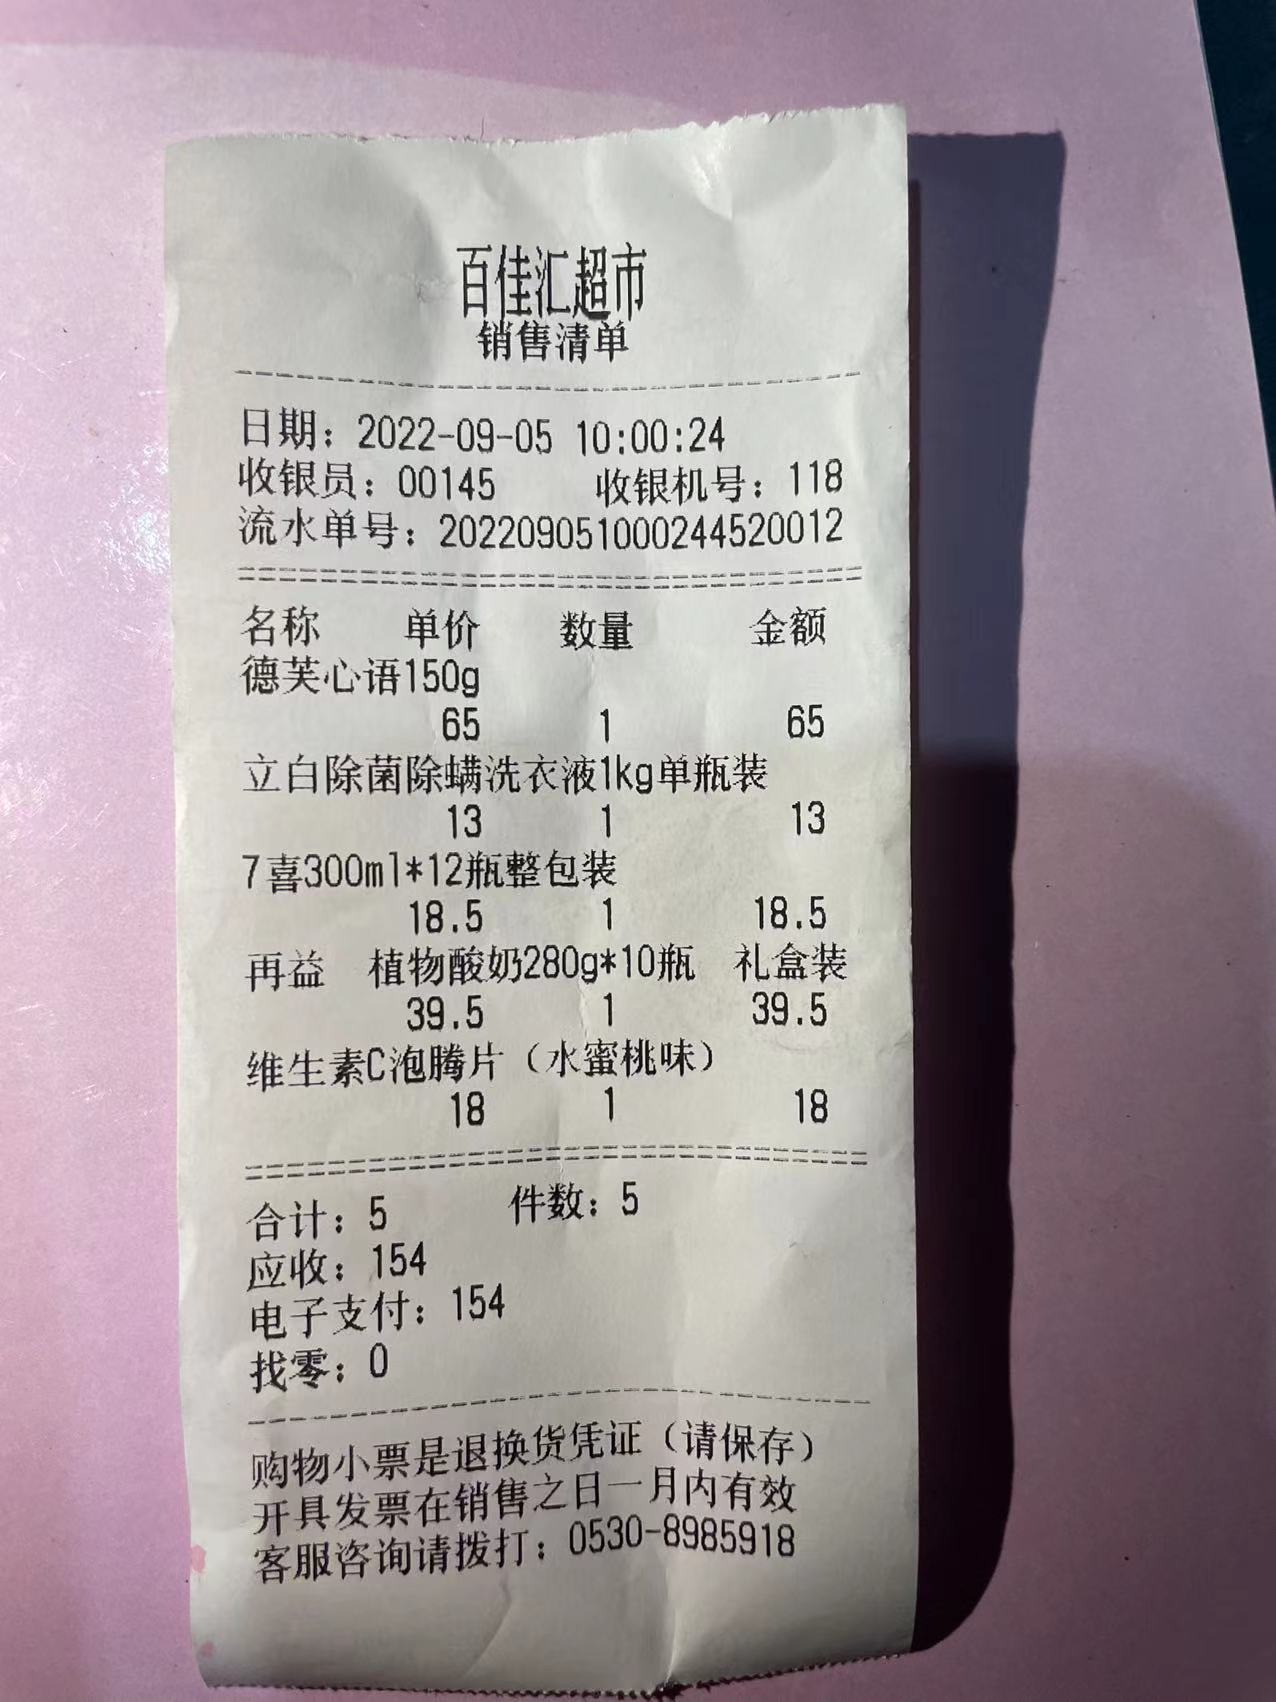 百佳汇超市
销售清单
日期：2022-09-05 10:00:24
收银员：00145 收银机号：118
流水单号：202209051000244520012
名称 单价 数量 金额
德芙心语150g
65 1 65
立白除菌除螨洗衣液1kg单瓶装
13 1 13
7喜300ml*12瓶整包装
18.5 1 18.5
再益 植物酸奶280g*10瓶 礼盒装
39.5 1 39.5
维生素C泡腾片（水蜜桃味）
18 1 18
合计：5 件数：5
应收：154
电子支付：154
找零：0
购物小票是退换货凭证（请保存）
开具发票在销售之日一月内有效
客服咨询请拨打：0530-8985918